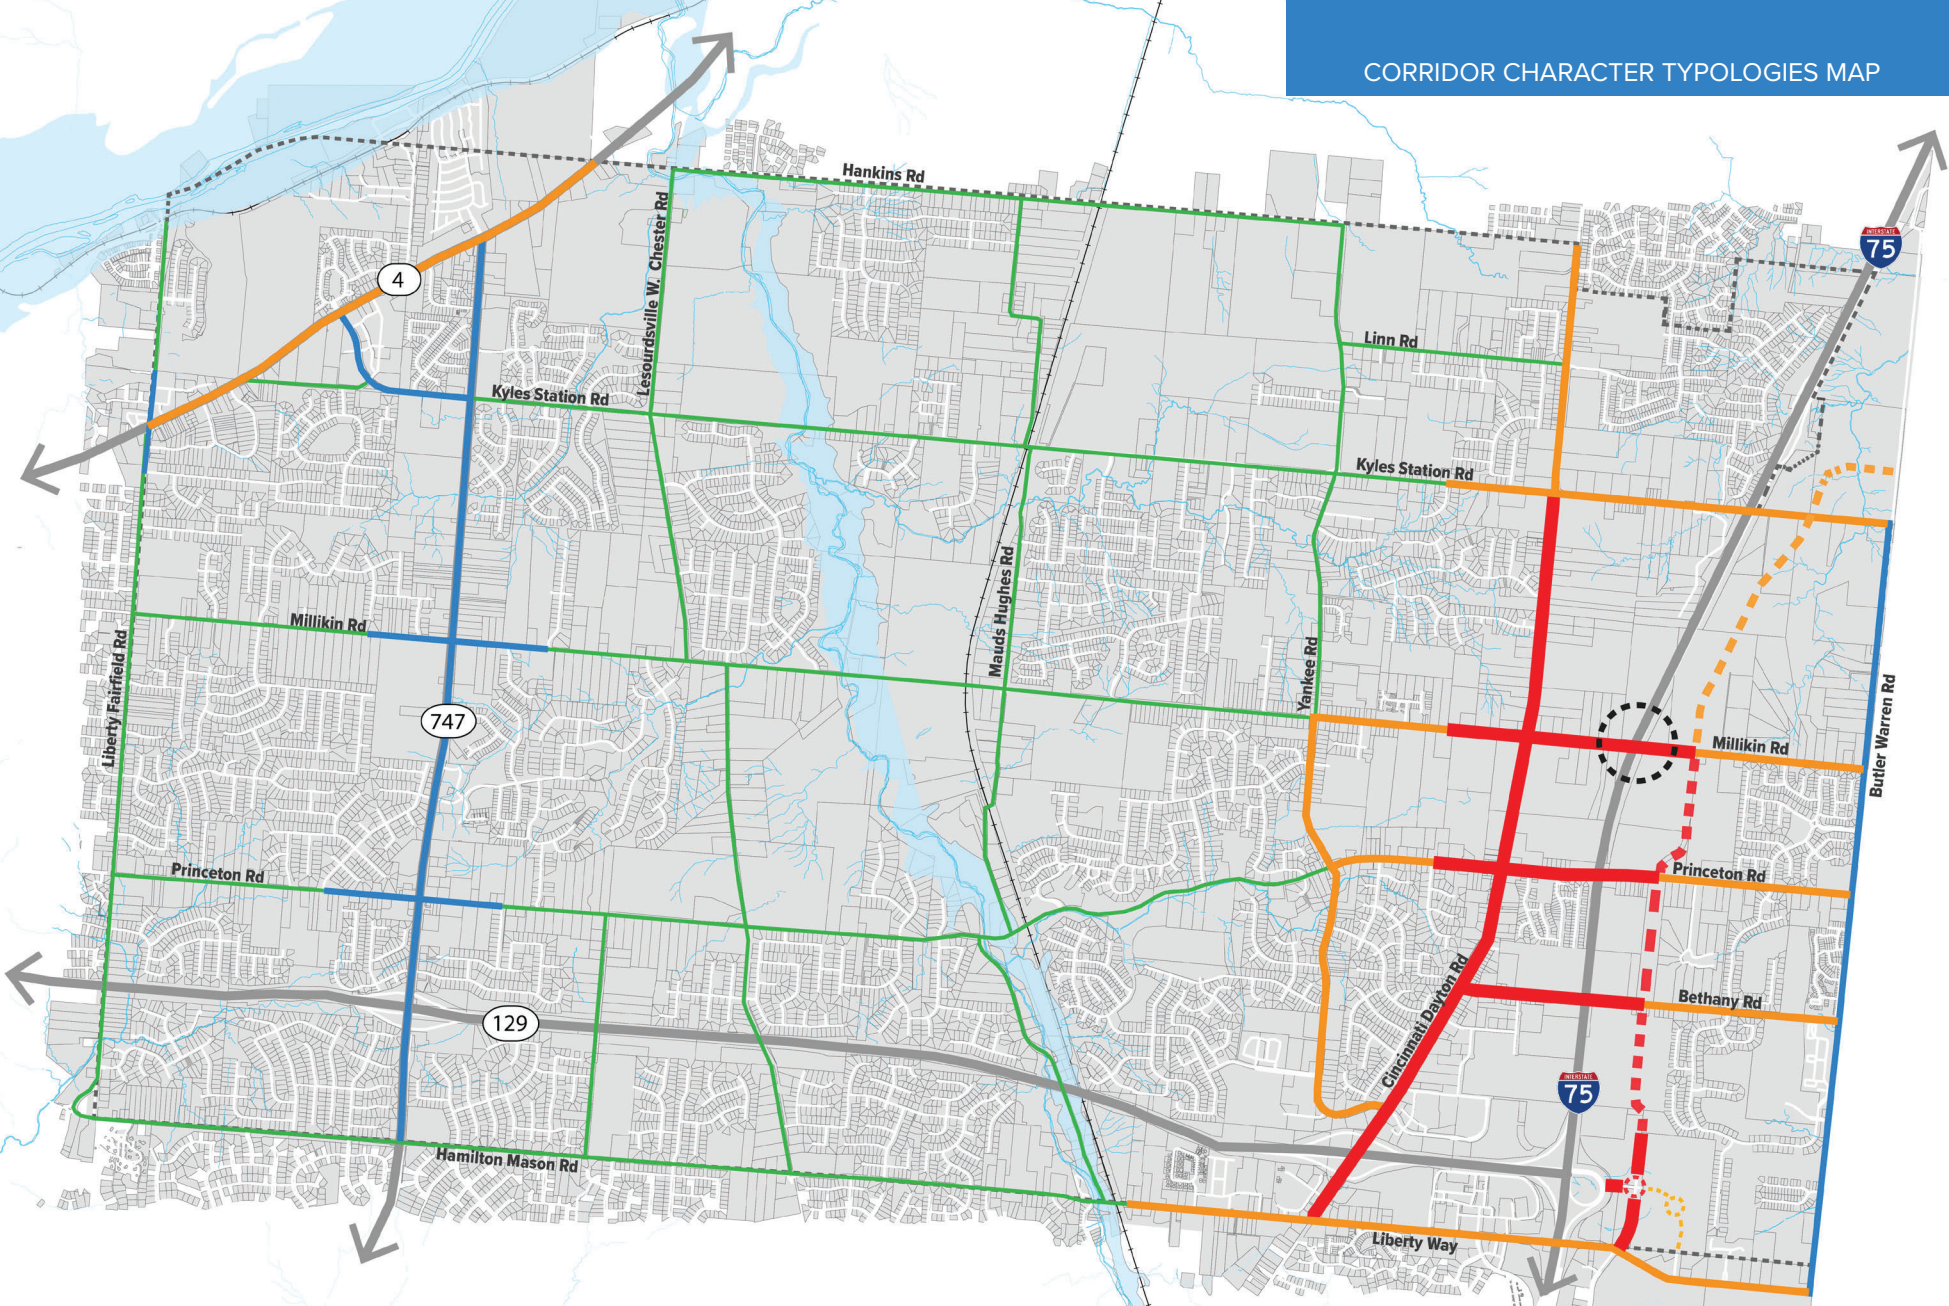 CORRIDOR CHARACTER TYPOLOGIES MAP
Hankins Rd
INTERSTATE
75
4
Lesourdsville W. Chester Rd
Linn Rd
Kyles Station Rd
Kyles Station Rd
Mauds Hughes Rd
Millikin Rd
Liberty Fairfield Rd
Yankee Rd
747
Millikin Rd
Butler Warren Rd
Princeton Rd
Princeton Rd
Cincinnati Dayton Rd
Bethany Rd
129
INTERSTATE
75
Hamilton Mason Rd
Liberty Way